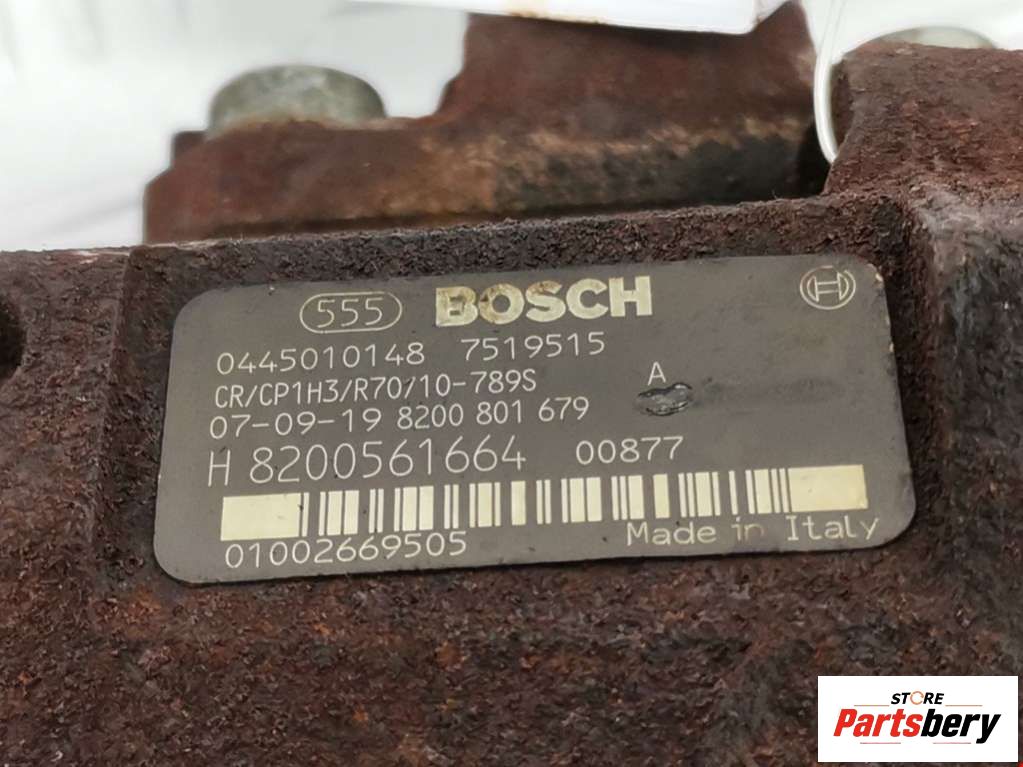 555 BOSCH
0445010148 7519515
CR/CP1H3/R70/10-789S A
07-09-19 8200 801 679
H 8200561664 00877
01002669505 Made in Italy
STORE
Partsbery